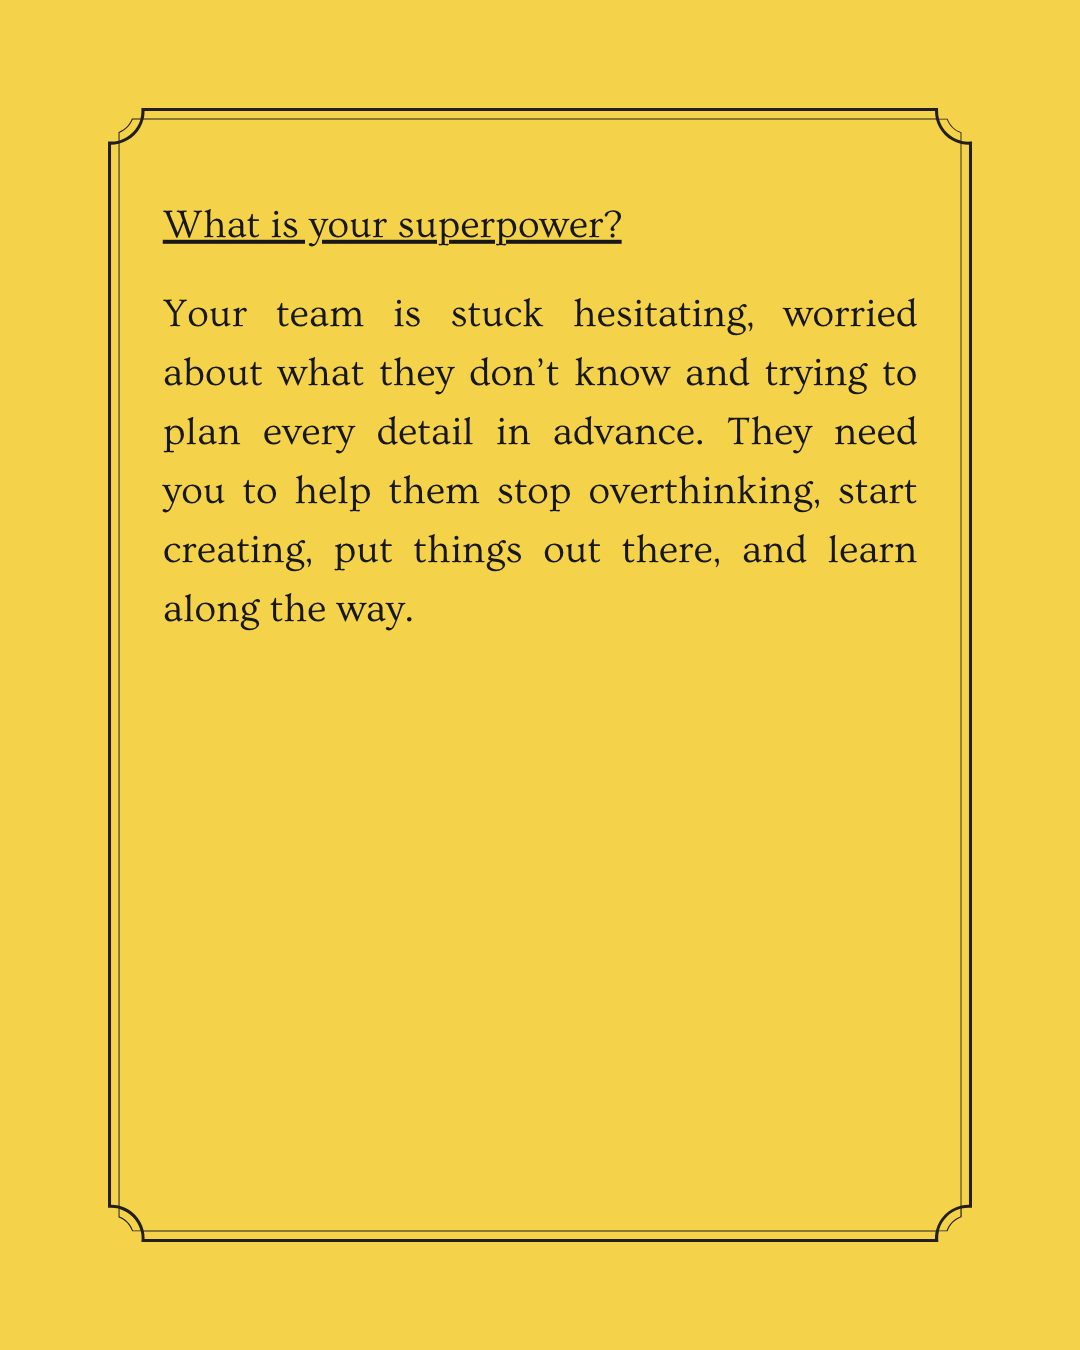 What is your superpower?
Your team is stuck hesitating, worried
about what they don’t know and trying to
plan every detail in advance. They need
you to help them stop overthinking, start
creating, put things out there, and learn
along the way.